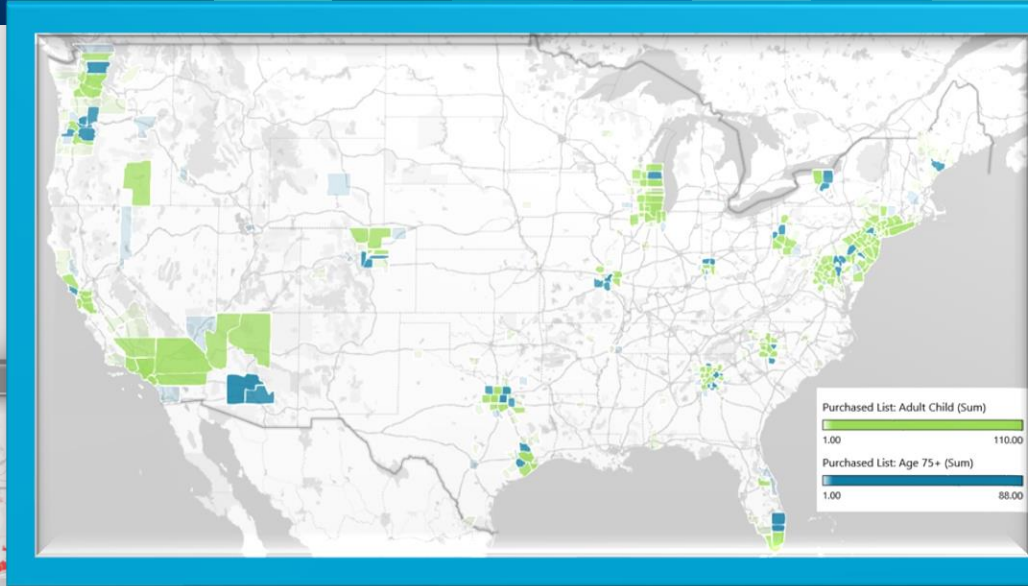 Purchased List: Adult Child (Sum)
1.00 110.00
Purchased List: Age 75+ (Sum)
1.00 88.00